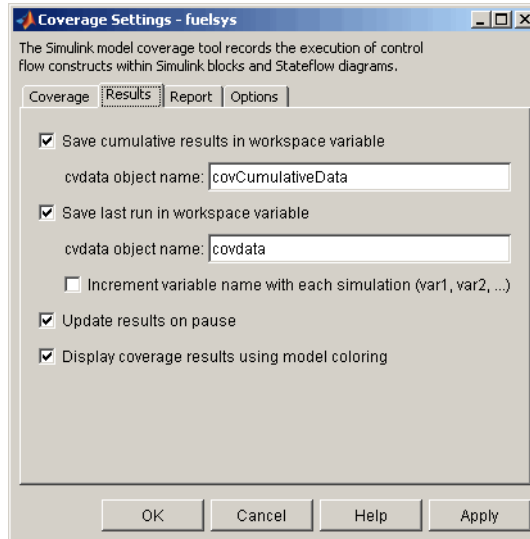 Coverage Settings - fuelsys
The Simulink model coverage tool records the execution of control
flow constructs within Simulink blocks and Stateflow diagrams.
Coverage Results Report Options
Save cumulative results in workspace variable
cvdata object name: covCumulativeData
Save last run in workspace variable
cvdata object name: covdata
Increment variable name with each simulation (var1, var2, ...)
Update results on pause
Display coverage results using model coloring
OK Cancel Help Apply